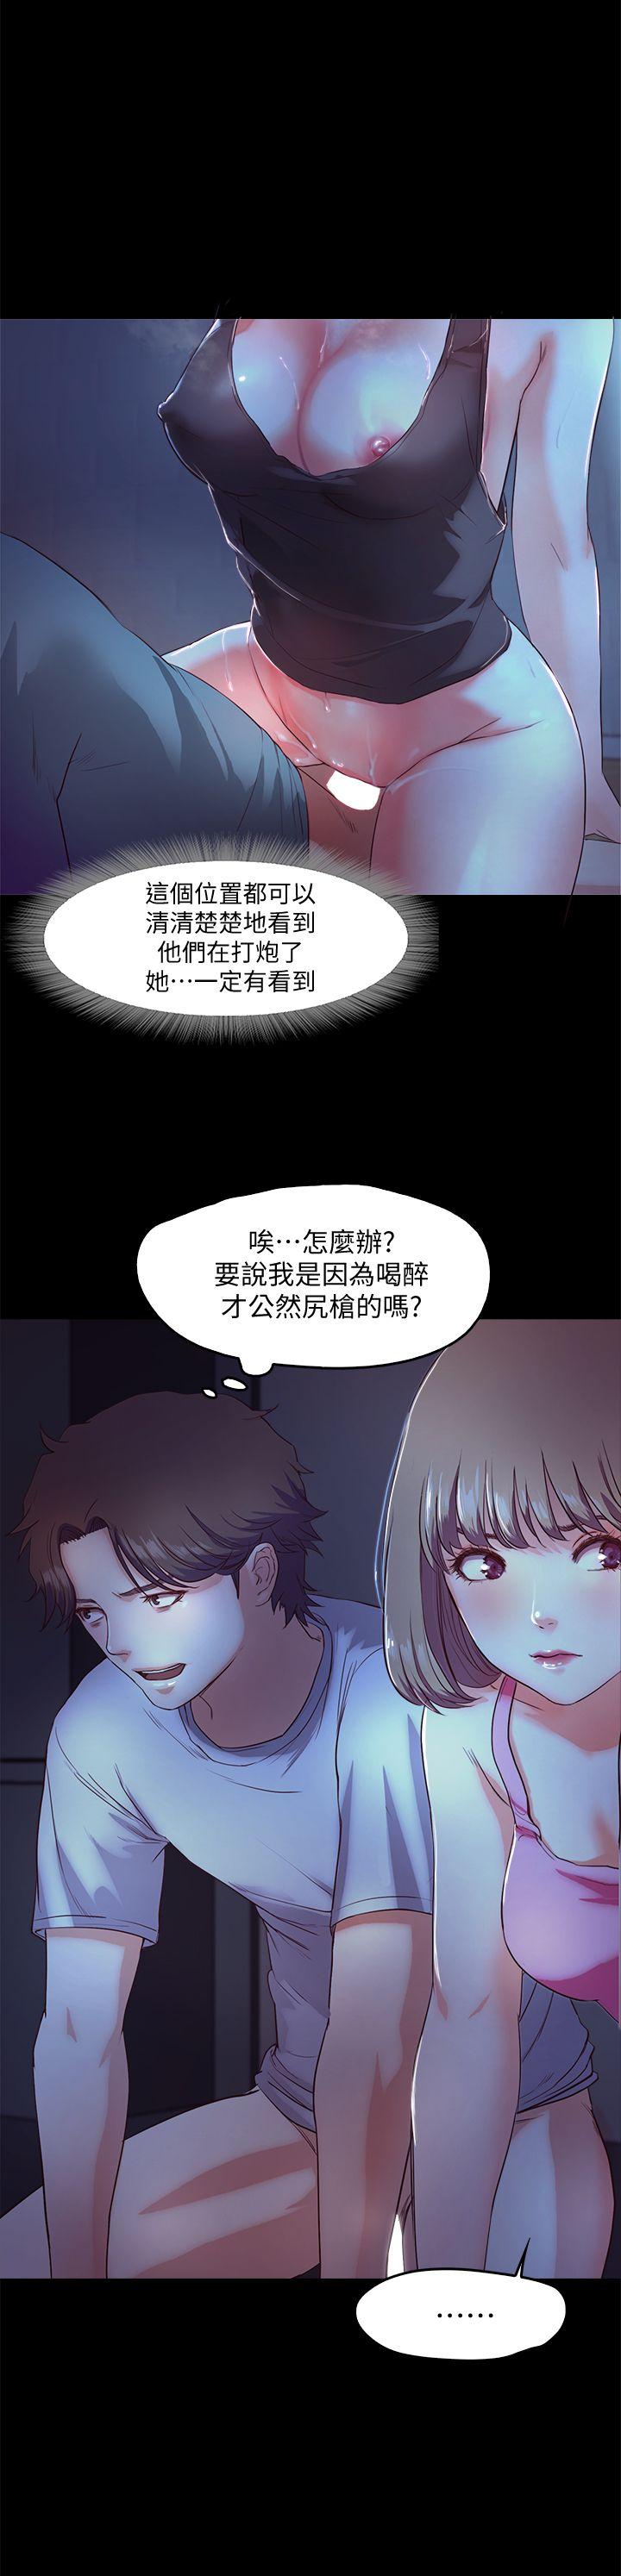 這個位置都可以
清清楚楚地看到
他們在打炮了
她⋯一定有看到
唉⋯怎麼辦?
要說我是因為喝醉
才公然尻槍的嗎?
⋯⋯